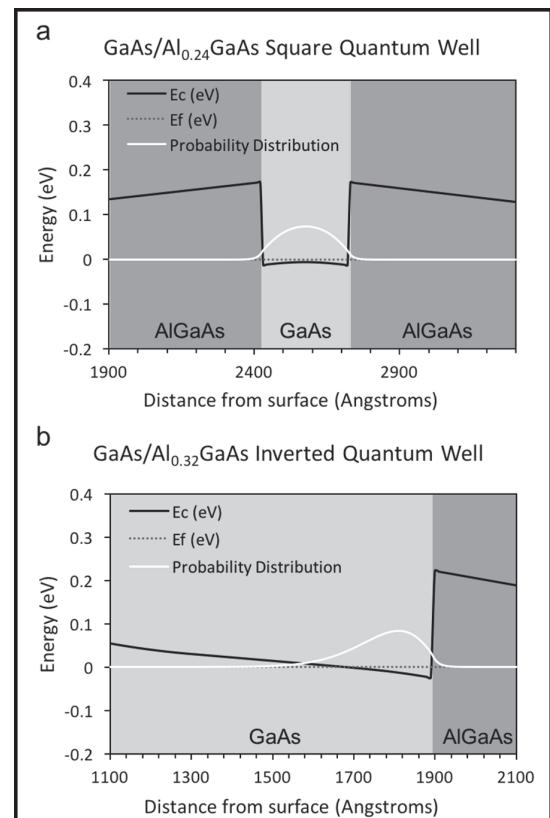 a
GaAs/Al0.24GaAs Square Quantum Well
Energy (eV)
0.4
0.3
0.2
0.1
0
-0.1
-0.2
Ec (eV)
Ef (eV)
Probability Distribution
AlGaAs GaAs AlGaAs
1900 2400 2900
Distance from surface (Angstroms)
b
GaAs/Al0.32GaAs Inverted Quantum Well
Energy (eV)
0.4
0.3
0.2
0.1
0
-0.1
-0.2
Ec (eV)
Ef (eV)
Probability Distribution
GaAs AlGaAs
1100 1300 1500 1700 1900 2100
Distance from surface (Angstroms)